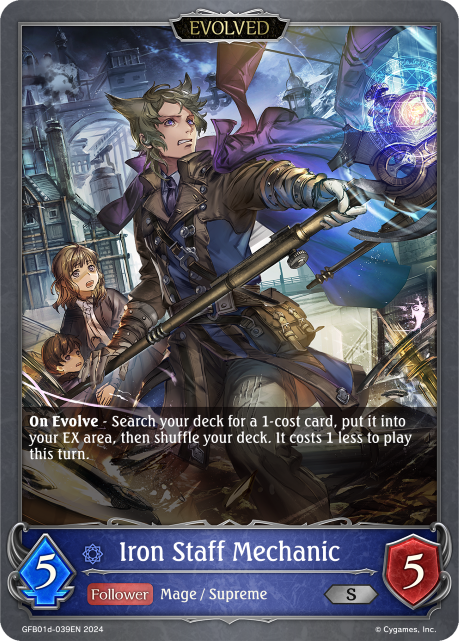 EVOLVED
On Evolve - Search your deck for a 1-cost card, put it into
your EX area, then shuffle your deck. It costs 1 less to play
this turn.
Iron Staff Mechanic
5
Follower
Mage / Supreme
S
5
GFB01d-039EN 2024
© Cygames, Inc.